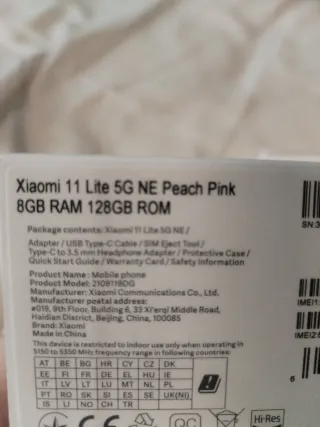 Xiaomi 11 Lite 5G NE Peach Pink
8GB RAM 128GB ROM
Package contents: Xiaomi 11 Lite 5G NE /
Adapter / USB Type-C Cable / SIM Eject Tool /
Type-C to 3.5 mm Headphone Adapter / Protective Case /
Quick Start Guide / Warranty Card / Safety Information
Product Name: Mobile phone
Product Model: 2109119DG
Manufacturer: Xiaomi Communications Co., Ltd.
Manufacturer postal address:
#019, 9th Floor, Building 6, 33 Xi'erqi Middle Road,
Haidian District, Beijing, China, 100085
Brand: Xiaomi
Made in China
This device is restricted to indoor use only when operating in
5150 to 5350 MHz frequency range in following countries:
AT BE BG HR CY CZ DK
EE FI FR DE EL HU IE
IT LV LT LU MT NL PL
PT RO SK SI ES SE UK(NI)
IS LI NO CH TR
SN:3
IMEI1:
IMEI2:8
6
Hi-Res